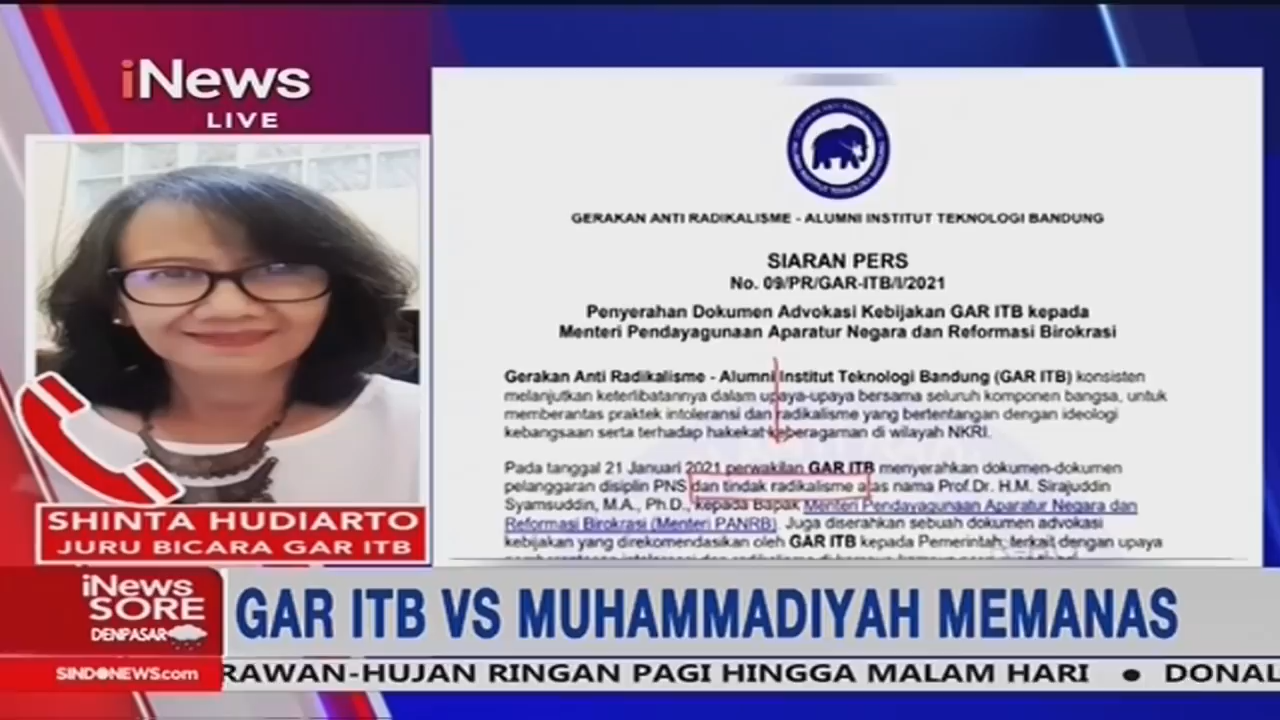 iNews
LIVE
GERAKAN ANTI RADIKALISME - ALUMNI INSTITUT TEKNOLOGI BANDUNG
SIARAN PERS
No. 09/PR/GAR-ITB/I/2021
Penyerahan Dokumen Advokasi Kebijakan GAR ITB kepada
Menteri Pendayagunaan Aparatur Negara dan Reformasi Birokrasi
Gerakan Anti Radikalisme - Alumni Institut Teknologi Bandung (GAR ITB) konsisten
melanjutkan keterlibatannya dalam upaya-upaya bersama seluruh komponen bangsa, untuk
memberantas praktek intoleransi dan radikalisme yang bertentangan dengan ideologi
kebangsaan serta terhadap hakekat keberagaman di wilayah NKRI.
Pada tanggal 21 Januari 2021 perwakilan GAR ITB menyerahkan dokumen-dokumen
pelanggaran disiplin PNS dan tindak radikalisme atas nama Prof.Dr. H.M. Sirajuddin
Syamsuddin, M.A., Ph.D., kepada Bapak Menteri Pendayagunaan Aparatur Negara dan
Reformasi Birokrasi (Menteri PANRB). Juga diserahkan sebuah dokumen advokasi
kebijakan yang direkomendasikan oleh GAR ITB kepada Pemerintah, terkait dengan upaya
SHINTA HUDIARTO
JURU BICARA GAR ITB
iNews
SORE
DENPASAR
GAR ITB VS MUHAMMADIYAH MEMANAS
SINDONEWS.com
RAWAN-HUJAN RINGAN PAGI HINGGA MALAM HARI ● DONAL